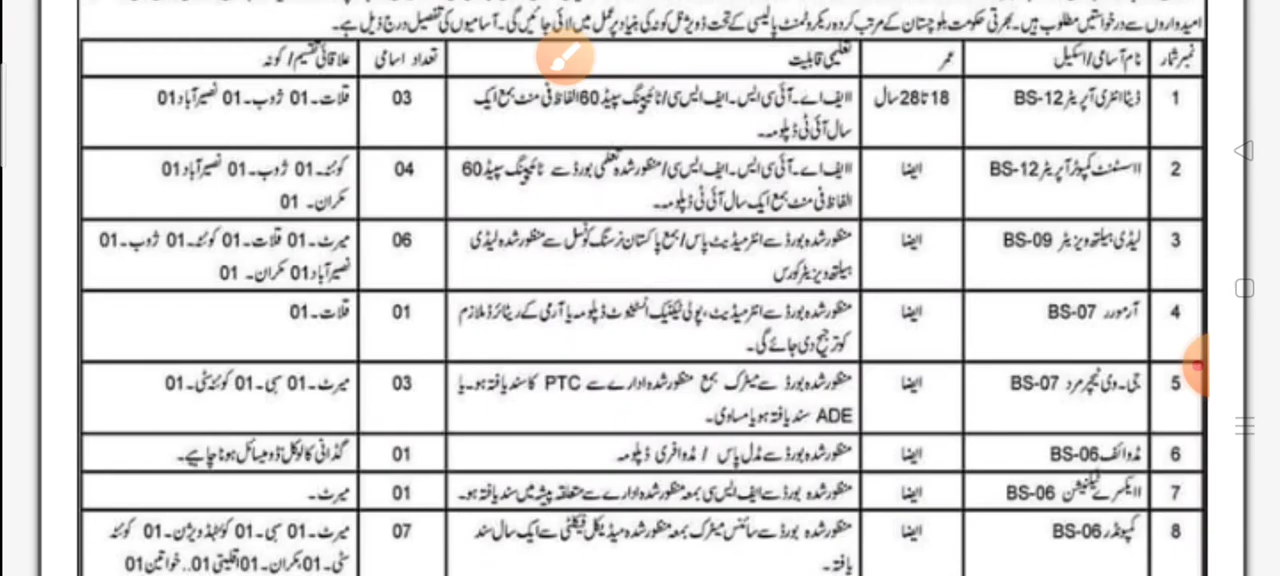 امیدواروں سے درخواستیں مطلوب ہیں۔ بھرتی حکومت بلوچستان کے مرتب کردہ ریکروٹمنٹ پالیسی کے تحت ڈویژنل کوٹہ کی بنیاد پر عمل میں لائی جائیں گی۔ آسامیوں کی تفصیل درج ذیل ہے۔
نمبر شمار نام آسامی/اسکیل عمر تعلیمی قابلیت تعداد اسامی علاقائی تقسیم/کوٹہ
1 ڈیٹا انٹری آپریٹر BS-12 18 تا 28 سال ااایف اے۔آئی سی ایس۔ایف ایس سی/ٹائپینگ سپیڈ 60 الفاظ فی منٹ بمع ایک 03 قلات۔01 ژوب۔01 نصیر آباد 01
سال آئی ٹی ڈپلومہ۔
2 ااسسٹنٹ کمپیوٹر آپریٹر BS-12 ایضا ااایف اے۔آئی سی ایس۔ایف ایس سی/منظور شدہ تعلمی بورڈ سے ٹائپینگ سپیڈ 60 04 کوئٹہ۔01 ژوب۔01 نصیر آباد 01
الفاظ فی منٹ بمع ایک سال آئی ٹی ڈپلومہ۔ مکران۔ 01
3 لیڈی ہیلتھ ویزیٹر BS-09 ایضا منظور شدہ بورڈ سے انٹرمیڈیٹ پاس/بمع پاکستان نرسنگ کونسل سے منظور شدہ لیڈی 06 میرٹ۔01 قلات۔01 کوئٹہ۔01 ژوب۔01
ہیلتھ ویزیٹر کورس نصیر آباد 01 مکران۔ 01
4 آرمورر BS-07 ایضا منظور شدہ بورڈ سے انٹرمیڈیٹ، پولی ٹیکنیک انسٹیٹوٹ ڈپلومہ یا آرمی کے ریٹائرڈ ملازم 01 قلات۔01
کو ترجیح دی جائے گی۔
5 جی۔وی ٹیچر مرد BS-07 ایضا منظور شدہ بورڈ سے میٹرک بمع منظور شدہ ادارے سے PTC کا سند یافتہ ہو۔یا 03 میرٹ۔01 سبی۔01 کوئٹہ سٹی۔01
ADE سند یافتہ ہو یا مساوی۔
6 مڈوائف BS-06 ایضا منظور شدہ بورڈ سے مڈل پاس / مڈوافری ڈپلومہ 01 گڈانی کا لوکل ڈومیسائل ہونا چاہیے۔
7 اایکسرے ٹیکنیشن BS-06 ایضا منظور شدہ بورڈ سے ایف ایس سی بمعہ منظور شدہ ادارے سے متعلقہ پیشہ میں سند یافتہ ہو۔ 01 میرٹ۔
8 کمپوڈر BS-06 ایضا منظور شدہ بورڈ سے سائنس میٹرک بمعہ منظور شدہ میڈیکل فیکلٹی سے ایک سال سند 07 میرٹ۔01 سبی۔01 کوئٹہ ڈویژن۔01 کوئٹہ
یافتہ۔ سٹی۔01 مکران۔01 اقلیتی 01.. خواتین 01